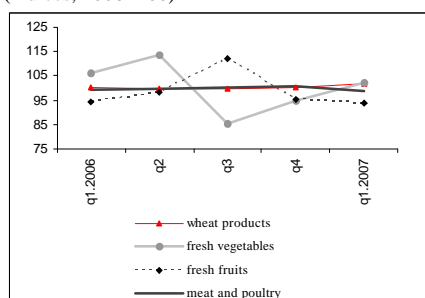 125
115
105
95
85
75
q1.2006
q2
q3
q4
q1.2007
wheat products
fresh vegetables
fresh fruits
meat and poultry